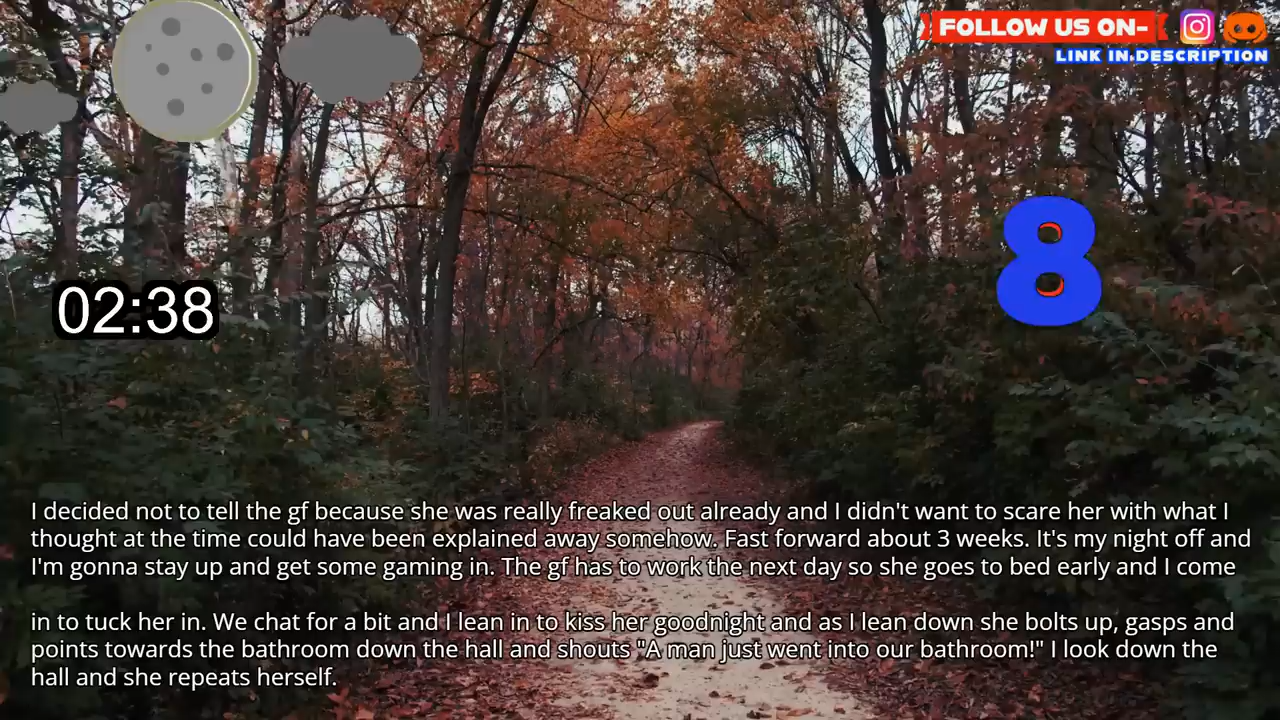 FOLLOW US ON-
LINK IN DESCRIPTION
8
02:38
I decided not to tell the gf because she was really freaked out already and I didn't want to scare her with what I
thought at the time could have been explained away somehow. Fast forward about 3 weeks. It's my night off and
I'm gonna stay up and get some gaming in. The gf has to work the next day so she goes to bed early and I come
in to tuck her in. We chat for a bit and I lean in to kiss her goodnight and as I lean down she bolts up, gasps and
points towards the bathroom down the hall and shouts "A man just went into our bathroom!" I look down the
hall and she repeats herself.